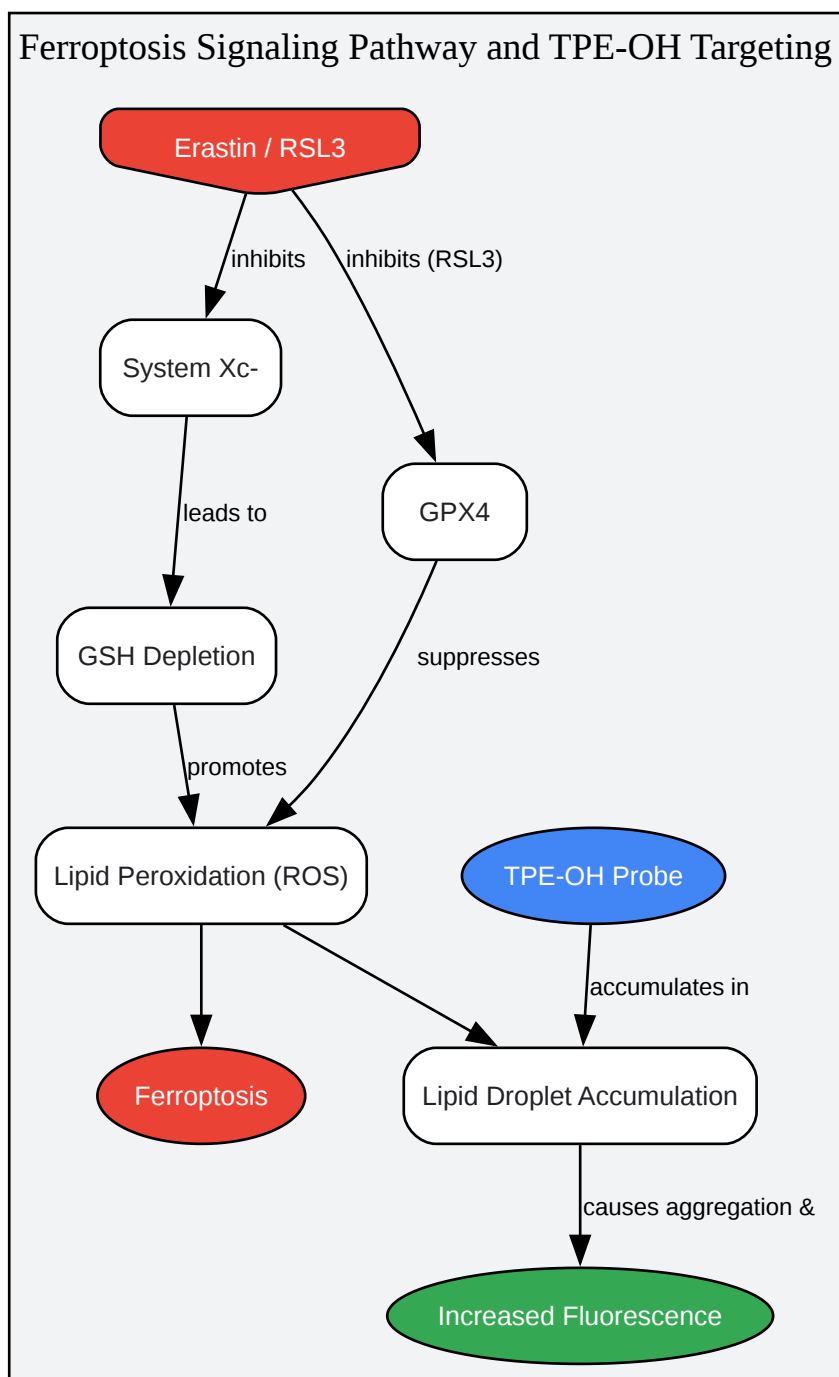 Ferroptosis Signaling Pathway and TPE-OH Targeting
Erastin / RSL3
inhibits
inhibits (RSL3)
System Xc-
GPX4
leads to
GSH Depletion
suppresses
promotes
Lipid Peroxidation (ROS)
TPE-OH Probe
accumulates in
Ferroptosis
Lipid Droplet Accumulation
causes aggregation &
Increased Fluorescence